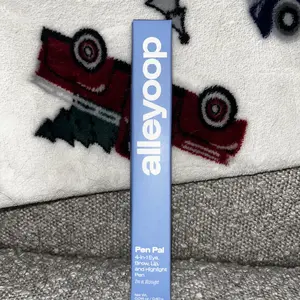 alleyoop
Pen Pal
4-in-1 Eye,
Brow, Lip,
and Highlight
Pen